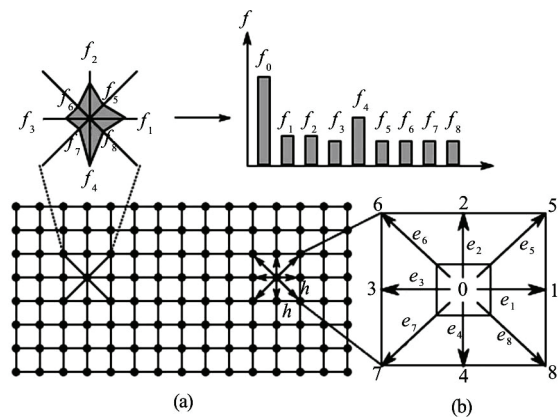 f₂
f₆ f₅
f₃ f₁
f₇ f₈
f₄
f
f₀
f₄
f₁ f₂ f₃ f₅ f₆ f₇ f₈
h
h
6 2 5
e₆ e₂ e₅
3 e₃ 0 e₁ 1
e₇ e₄ e₈
7 4 8
(a) (b)